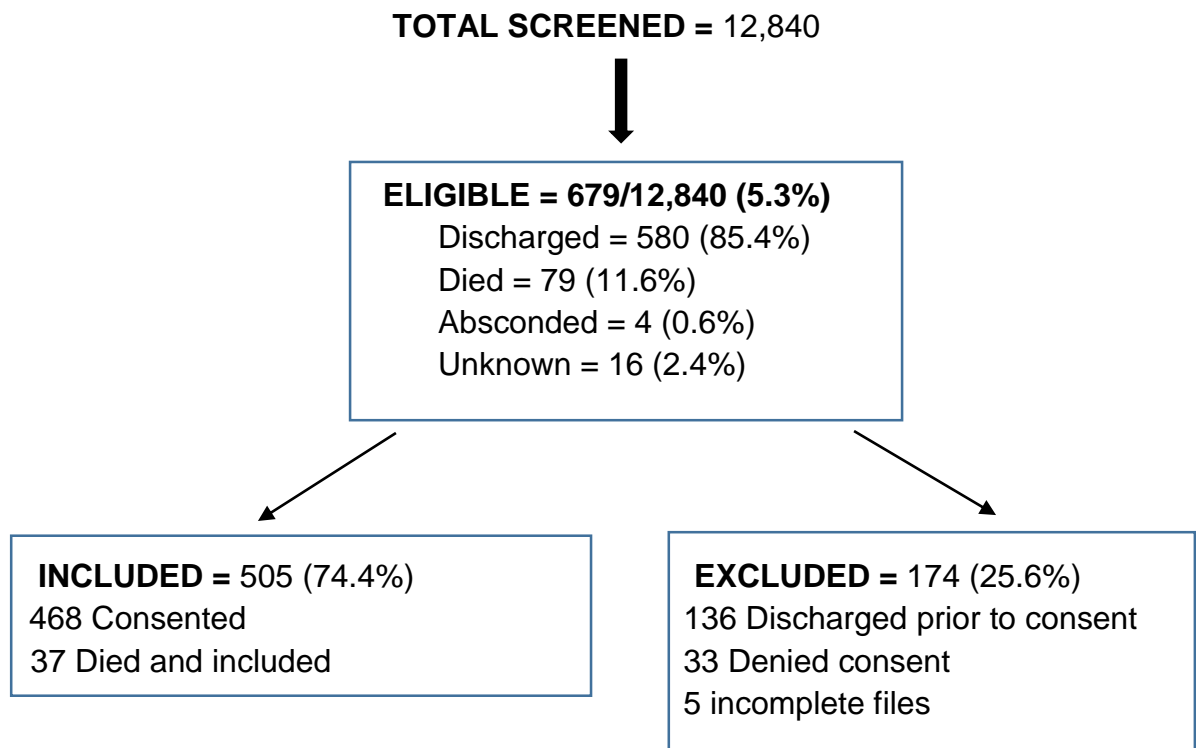 TOTAL SCREENED = 12,840
ELIGIBLE = 679/12,840 (5.3%)
Discharged = 580 (85.4%)
Died = 79 (11.6%)
Absconded = 4 (0.6%)
Unknown = 16 (2.4%)
INCLUDED = 505 (74.4%)
468 Consented
37 Died and included
EXCLUDED = 174 (25.6%)
136 Discharged prior to consent
33 Denied consent
5 incomplete files